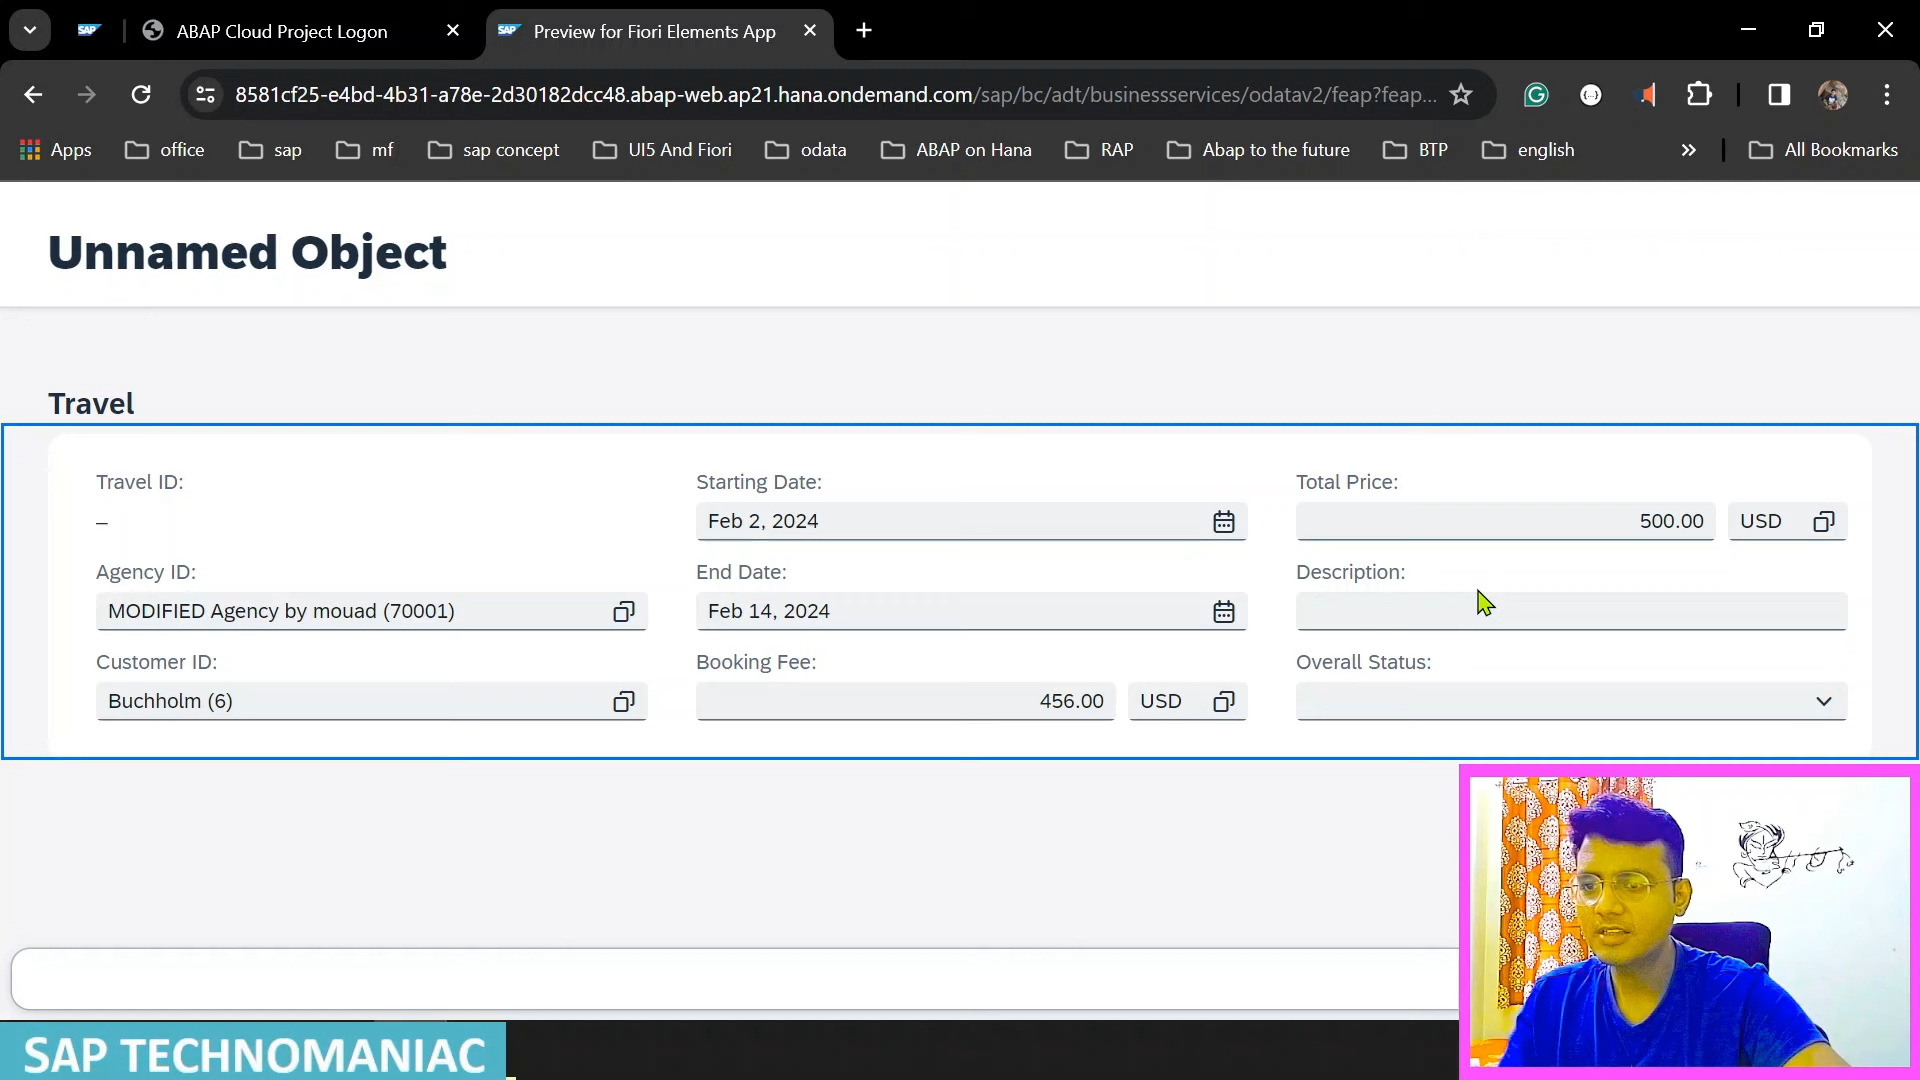 SAP
ABAP Cloud Project Logon
SAP
Preview for Fiori Elements App
8581cf25-e4bd-4b31-a78e-2d30182dcc48.abap-web.ap21.hana.ondemand.com/sap/bc/adt/businessservices/odatav2/feap?feap...
Apps
office
sap
mf
sap concept
UI5 And Fiori
odata
ABAP on Hana
RAP
Abap to the future
BTP
english
All Bookmarks
Unnamed Object
Travel
Travel ID:
–
Starting Date:
Feb 2, 2024
Total Price:
500.00 USD
Agency ID:
MODIFIED Agency by mouad (70001)
End Date:
Feb 14, 2024
Description:
Customer ID:
Buchholm (6)
Booking Fee:
456.00 USD
Overall Status:
SAP TECHNOMANIAC